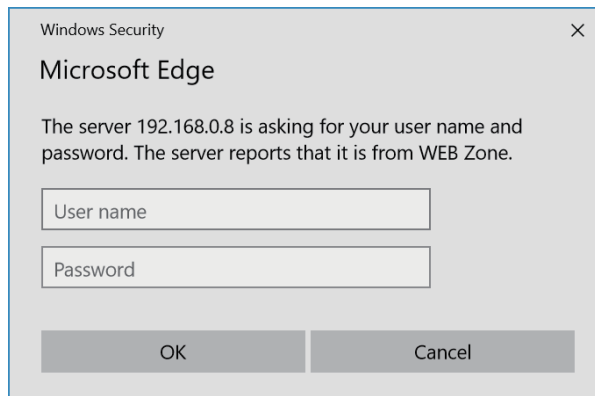 Windows Security
Microsoft Edge
The server 192.168.0.8 is asking for your user name and
password. The server reports that it is from WEB Zone.
User name
Password
OK
Cancel